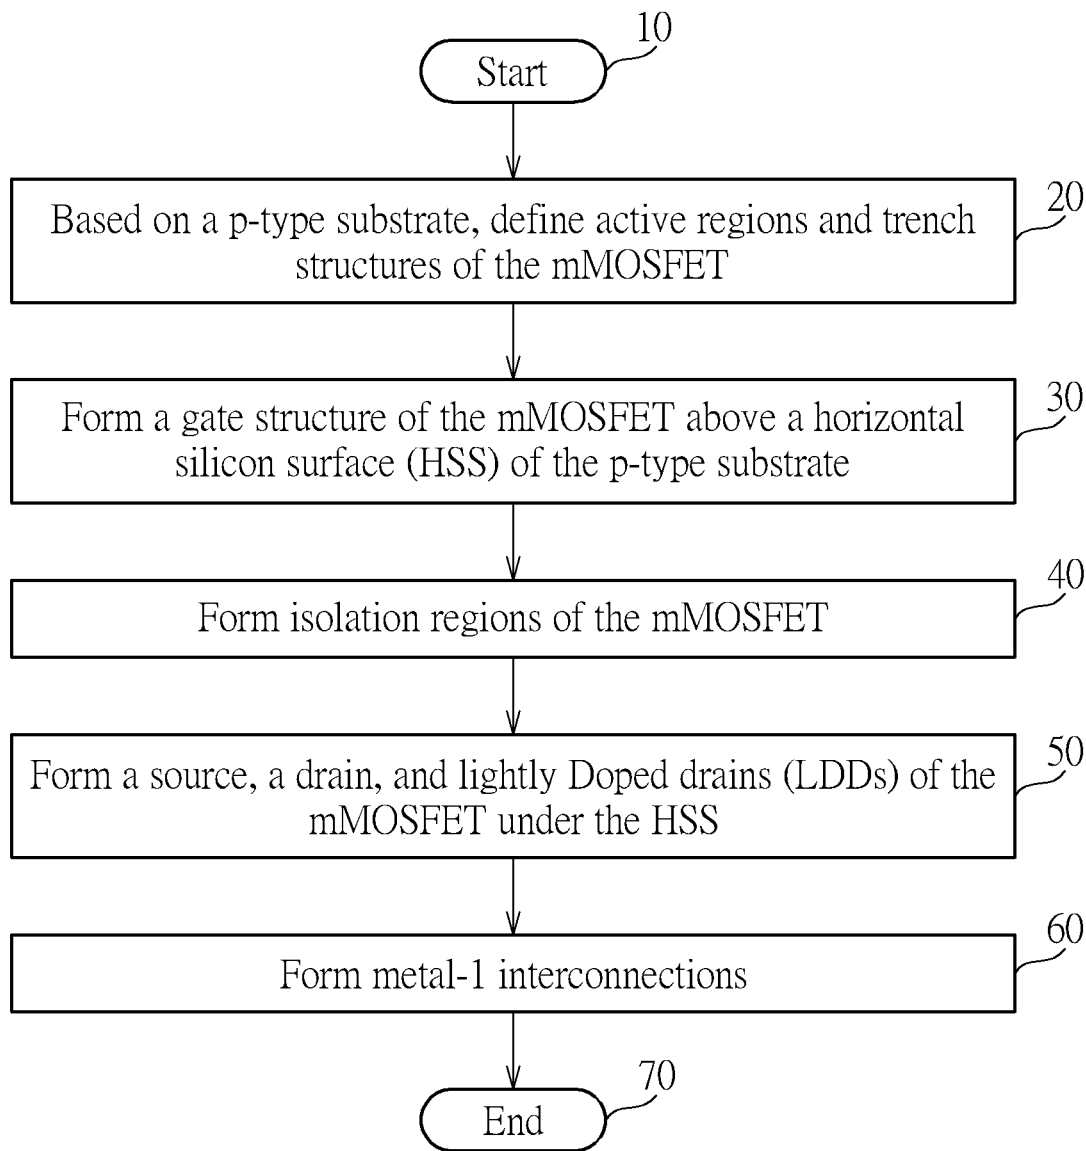 10
Start
20
Based on a p-type substrate, define active regions and trench
structures of the mMOSFET
30
Form a gate structure of the mMOSFET above a horizontal
silicon surface (HSS) of the p-type substrate
40
Form isolation regions of the mMOSFET
50
Form a source, a drain, and lightly Doped drains (LDDs) of the
mMOSFET under the HSS
60
Form metal-1 interconnections
70
End